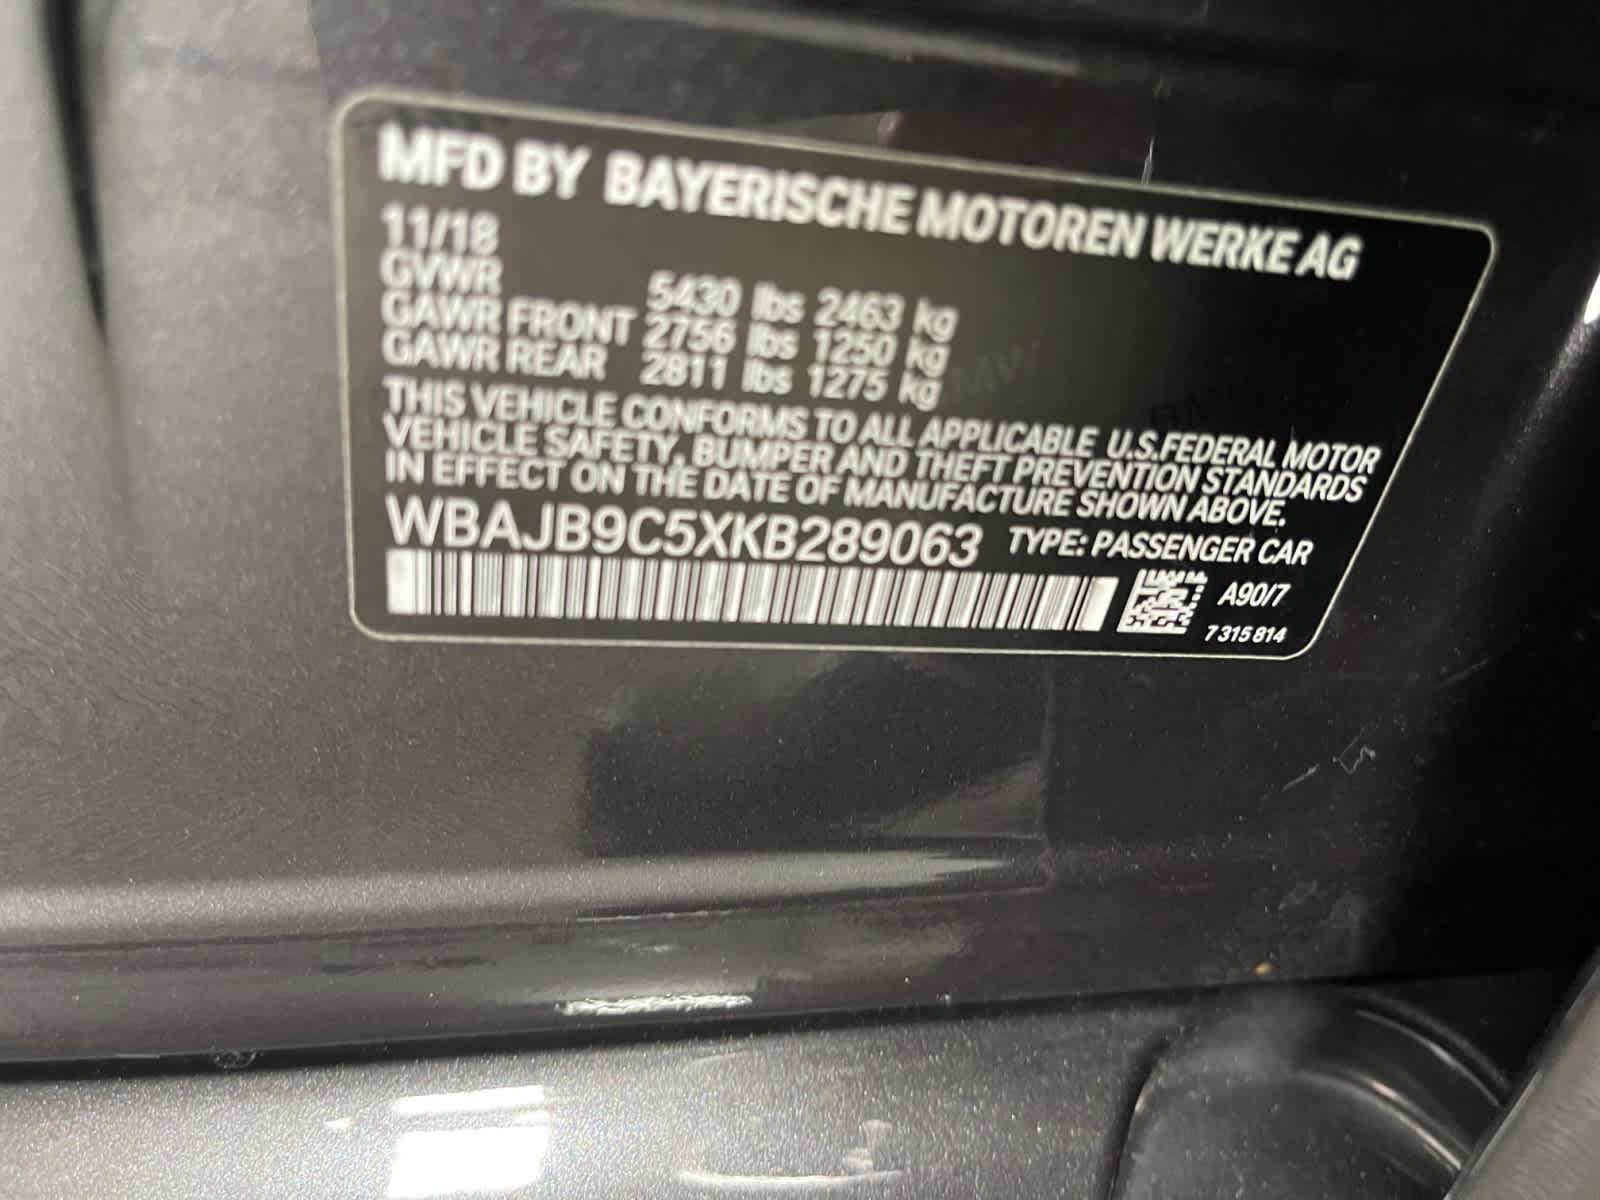 MFD BY BAYERISCHE MOTOREN WERKE AG
11/18
GVWR 5430 lbs 2463 kg
GAWR FRONT 2756 lbs 1250 kg
GAWR REAR 2811 lbs 1275 kg
THIS VEHICLE CONFORMS TO ALL APPLICABLE U.S.FEDERAL MOTOR
VEHICLE SAFETY, BUMPER AND THEFT PREVENTION STANDARDS
IN EFFECT ON THE DATE OF MANUFACTURE SHOWN ABOVE.
WBAJB9C5XKB289063 TYPE: PASSENGER CAR
A90/7
7 315 814